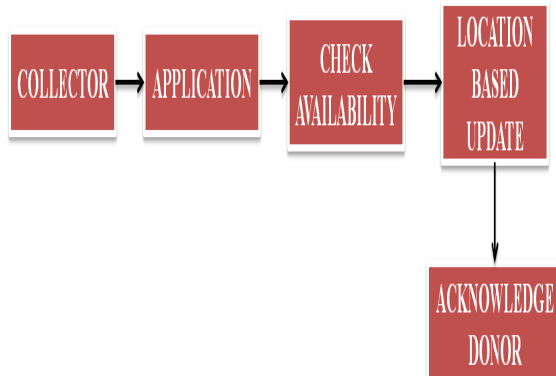 COLLECTOR
APPLICATION
CHECK
AVAILABILITY
LOCATION
BASED
UPDATE
ACKNOWLEDGE
DONOR